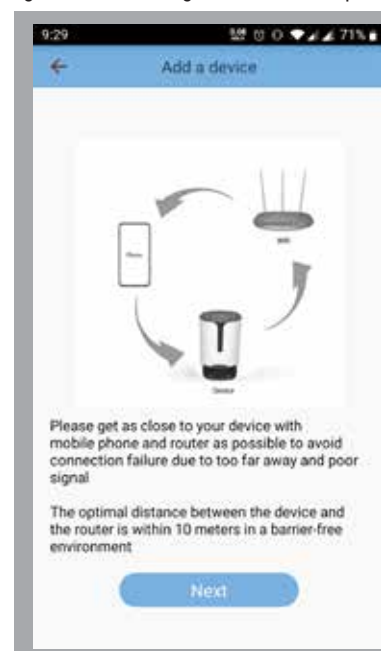 9:29
71%
Add a device
Phone
Wifi
Device
Please get as close to your device with
mobile phone and router as possible to avoid
connection failure due to too far away and poor
signal
The optimal distance between the device and
the router is within 10 meters in a barrier-free
environment
Next